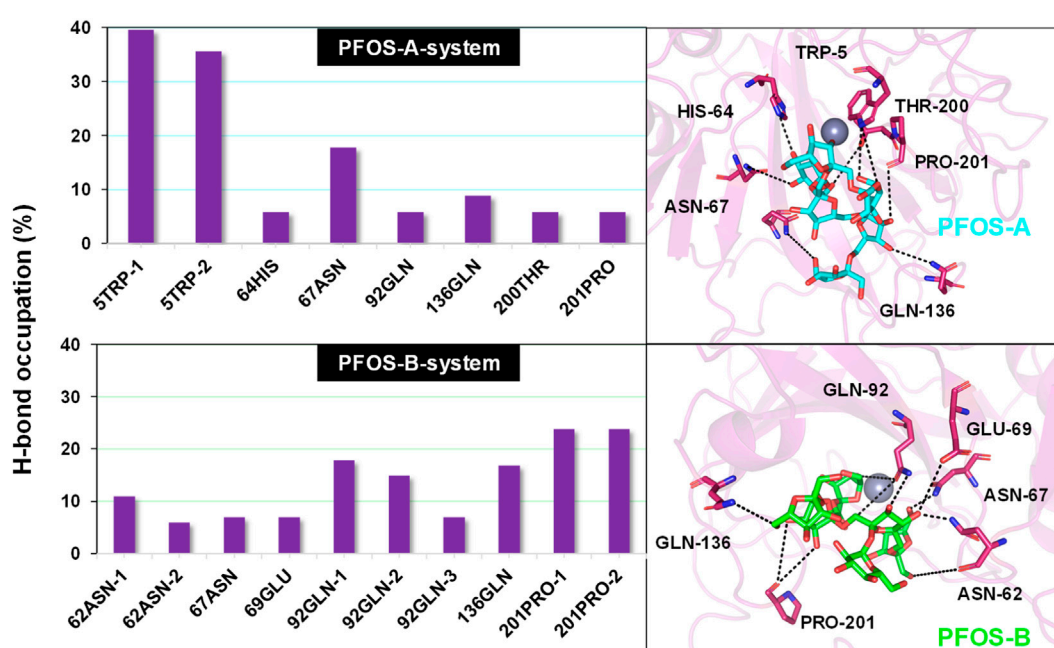 H-bond occupation (%)
PFOS-A-system
40
30
20
10
0
5TRP-1
5TRP-2
64HIS
67ASN
92GLN
136GLN
200THR
201PRO
TRP-5
HIS-64
THR-200
PRO-201
ASN-67
PFOS-A
GLN-136
PFOS-B-system
40
30
20
10
0
62ASN-1
62ASN-2
67ASN
69GLU
92GLN-1
92GLN-2
92GLN-3
136GLN
201PRO-1
201PRO-2
GLN-92
GLU-69
ASN-67
GLN-136
ASN-62
PRO-201
PFOS-B